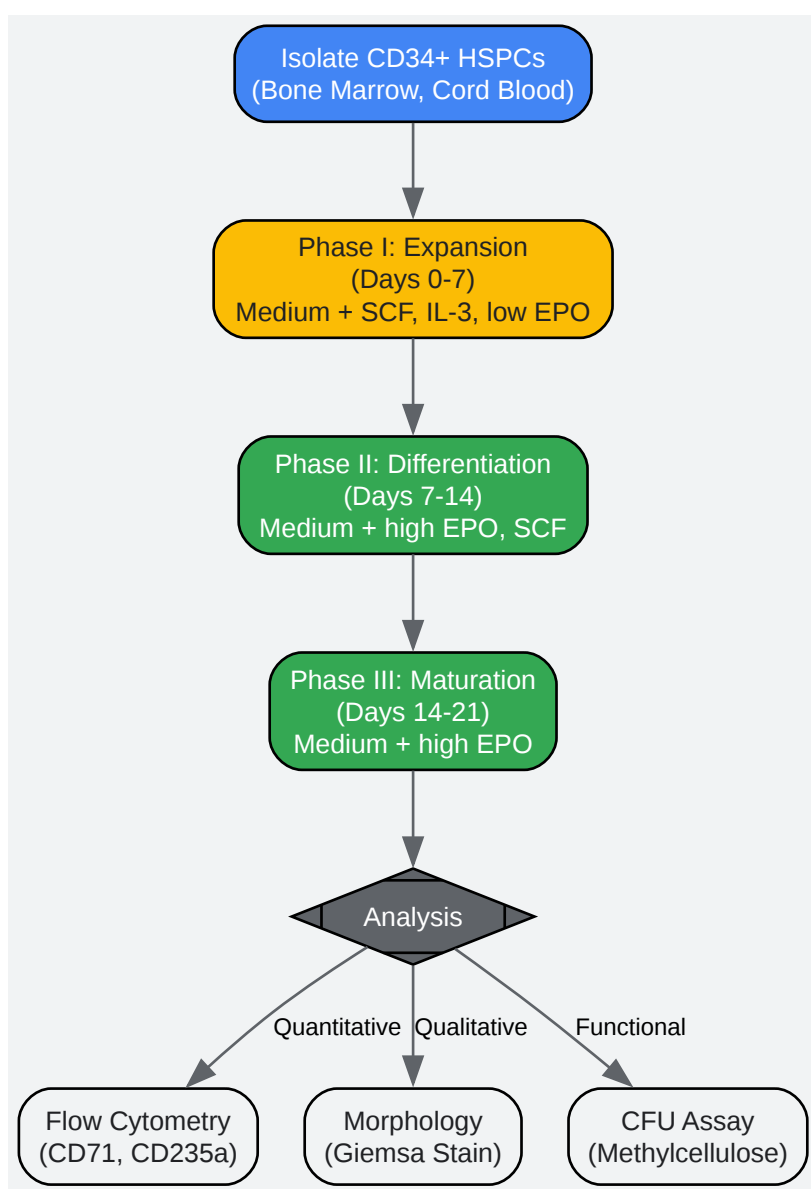 Isolate CD34+ HSPCs
(Bone Marrow, Cord Blood)
Phase I: Expansion
(Days 0-7)
Medium + SCF, IL-3, low EPO
Phase II: Differentiation
(Days 7-14)
Medium + high EPO, SCF
Phase III: Maturation
(Days 14-21)
Medium + high EPO
Analysis
Quantitative
Qualitative
Functional
Flow Cytometry
(CD71, CD235a)
Morphology
(Giemsa Stain)
CFU Assay
(Methylcellulose)